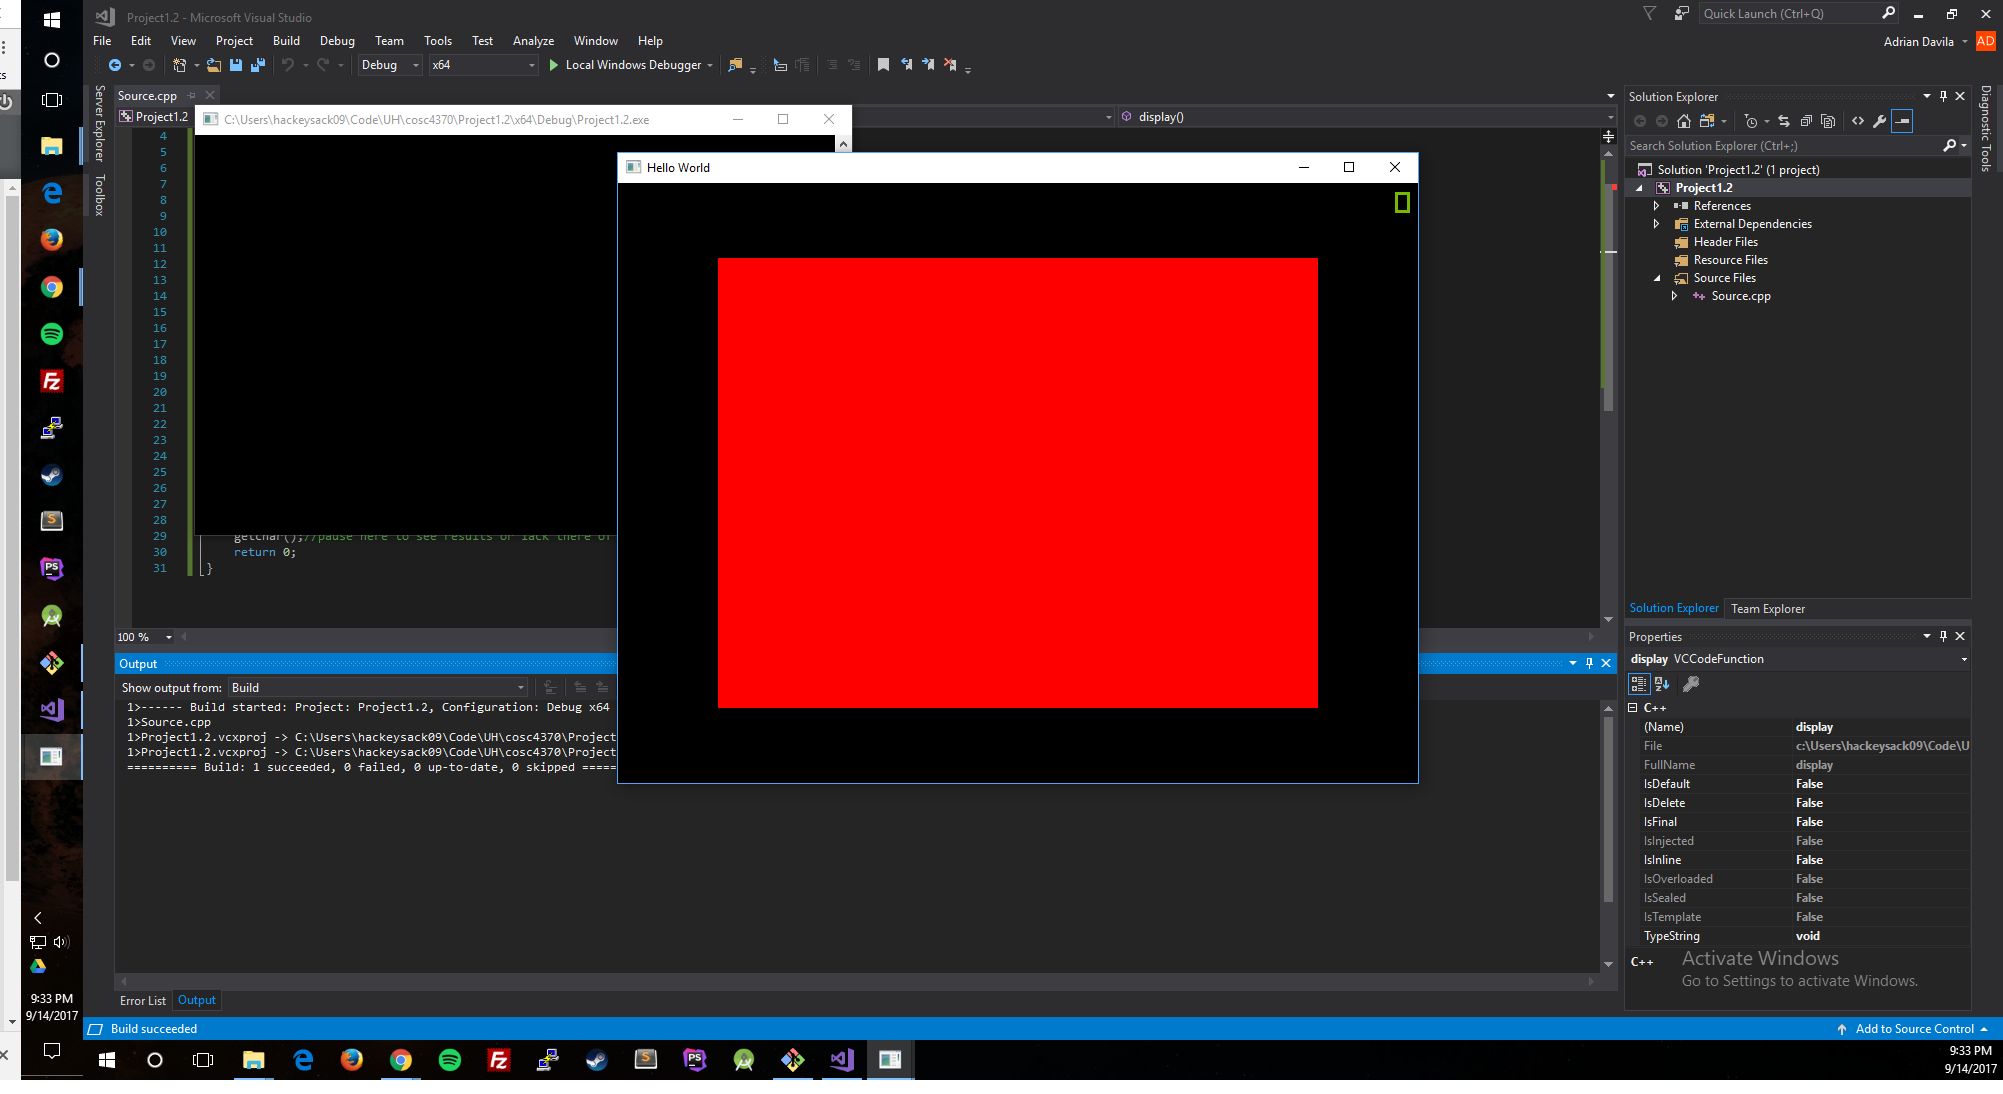 Project1.2 - Microsoft Visual Studio
Quick Launch (Ctrl+Q)
File Edit View Project Build Debug Team Tools Test Analyze Window Help
Adrian Davila AD
Debug x64 Local Windows Debugger
Server Explorer
Toolbox
Source.cpp
Project1.2
display()
C:\Users\hackeysack09\Code\UH\cosc4370\Project1.2\x64\Debug\Project1.2.exe
Hello World
4
5
6
7
8
9
10
11
12
13
14
15
16
17
18
19
20
21
22
23
24
25
26
27
28
29 getchar();//pause here to see results or lack there of
30 return 0;
31 }
100 %
Output
Show output from: Build
1>------ Build started: Project: Project1.2, Configuration: Debug x64
1>Source.cpp
1>Project1.2.vcxproj -> C:\Users\hackeysack09\Code\UH\cosc4370\Project
1>Project1.2.vcxproj -> C:\Users\hackeysack09\Code\UH\cosc4370\Project
========== Build: 1 succeeded, 0 failed, 0 up-to-date, 0 skipped =====
Error List Output
Build succeeded
Solution Explorer
Search Solution Explorer (Ctrl+;)
Solution 'Project1.2' (1 project)
Project1.2
References
External Dependencies
Header Files
Resource Files
Source Files
Source.cpp
Solution Explorer Team Explorer
Diagnostic Tools
Properties
display VCCodeFunction
C++
(Name) display
File c:\Users\hackeysack09\Code\U
FullName display
IsDefault False
IsDelete False
IsFinal False
IsInjected False
IsInline False
IsOverloaded False
IsSealed False
IsTemplate False
TypeString void
C++
Activate Windows
Go to Settings to activate Windows.
Add to Source Control
9:33 PM
9/14/2017
9:33 PM
9/14/2017